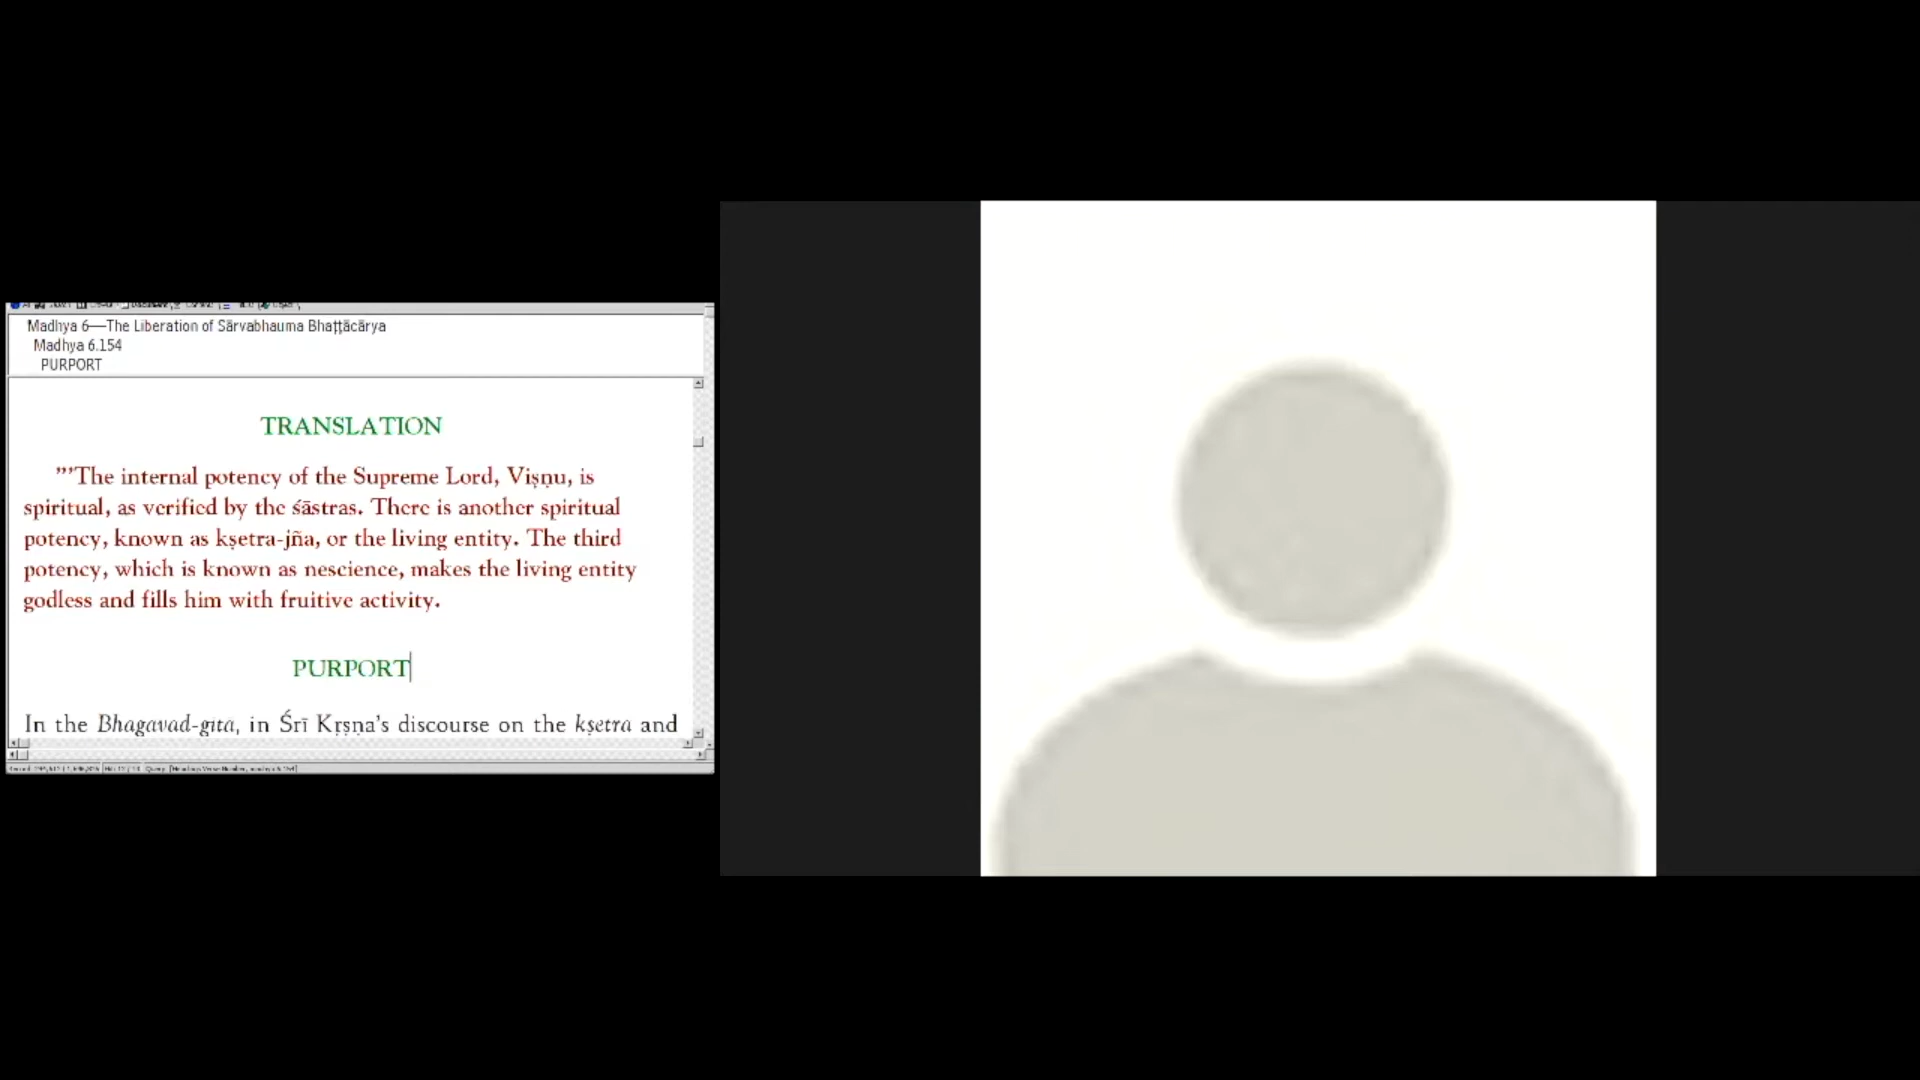 Madhya 6—The Liberation of Sārvabhauma Bhaṭṭācārya
Madhya 6.154
PURPORT
TRANSLATION
"'The internal potency of the Supreme Lord, Viṣṇu, is
spiritual, as verified by the śāstras. There is another spiritual
potency, known as kṣetra-jña, or the living entity. The third
potency, which is known as nescience, makes the living entity
godless and fills him with fruitive activity.
PURPORT
In the Bhagavad-gita, in Śrī Kṛṣṇa's discourse on the kṣetra and